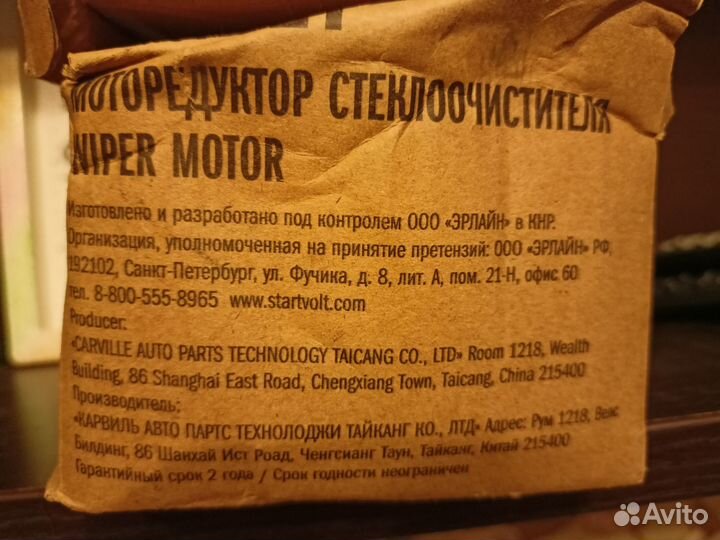 МОТОРЕДУКТОР СТЕКЛООЧИСТИТЕЛЯ
WIPER MOTOR
Изготовлено и разработано под контролем ООО «ЭРЛАЙН» в КНР.
Организация, уполномоченная на принятие претензий: ООО «ЭРЛАЙН» РФ,
192102, Санкт-Петербург, ул. Фучика, д. 8, лит. А, пом. 21-Н, офис 60
тел. 8-800-555-8965 www.startvolt.com
Producer:
«CARVILLE AUTO PARTS TECHNOLOGY TAICANG CO., LTD» Room 1218, Wealth
Building, 86 Shanghai East Road, Chengxiang Town, Taicang, China 215400
Производитель:
«КАРВИЛЬ АВТО ПАРТС ТЕХНОЛОДЖИ ТАЙКАНГ КО., ЛТД» Адрес: Рум 1218, Велс
Билдинг, 86 Шанхай Ист Роад, Ченгсианг Таун, Тайканг, Китай 215400
Гарантийный срок 2 года / Срок годности неограничен
Avito